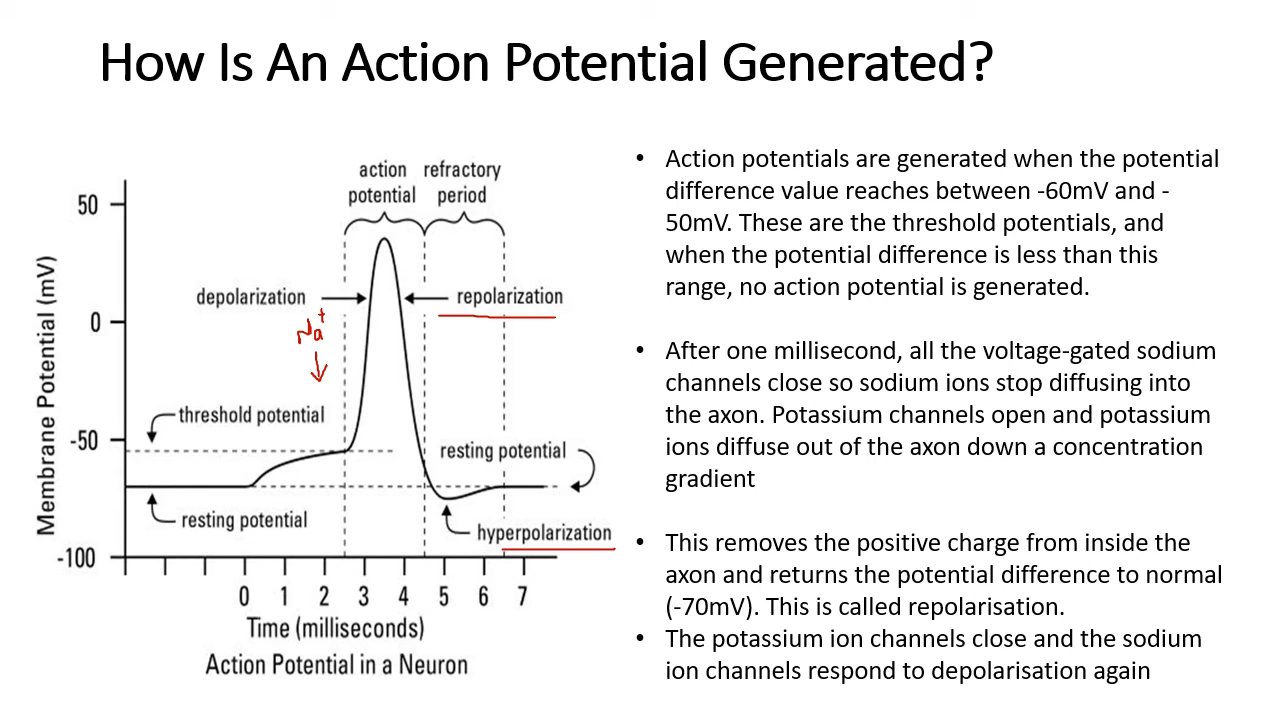 How Is An Action Potential Generated?
action
potential
refractory
period
50
0
-50
-100
Membrane Potential (mV)
depolarization
repolarization
Na+
threshold potential
resting potential
resting potential
hyperpolarization
0 1 2 3 4 5 6 7
Time (milliseconds)
Action Potential in a Neuron
• Action potentials are generated when the potential
difference value reaches between -60mV and -
50mV. These are the threshold potentials, and
when the potential difference is less than this
range, no action potential is generated.
• After one millisecond, all the voltage-gated sodium
channels close so sodium ions stop diffusing into
the axon. Potassium channels open and potassium
ions diffuse out of the axon down a concentration
gradient
• This removes the positive charge from inside the
axon and returns the potential difference to normal
(-70mV). This is called repolarisation.
• The potassium ion channels close and the sodium
ion channels respond to depolarisation again